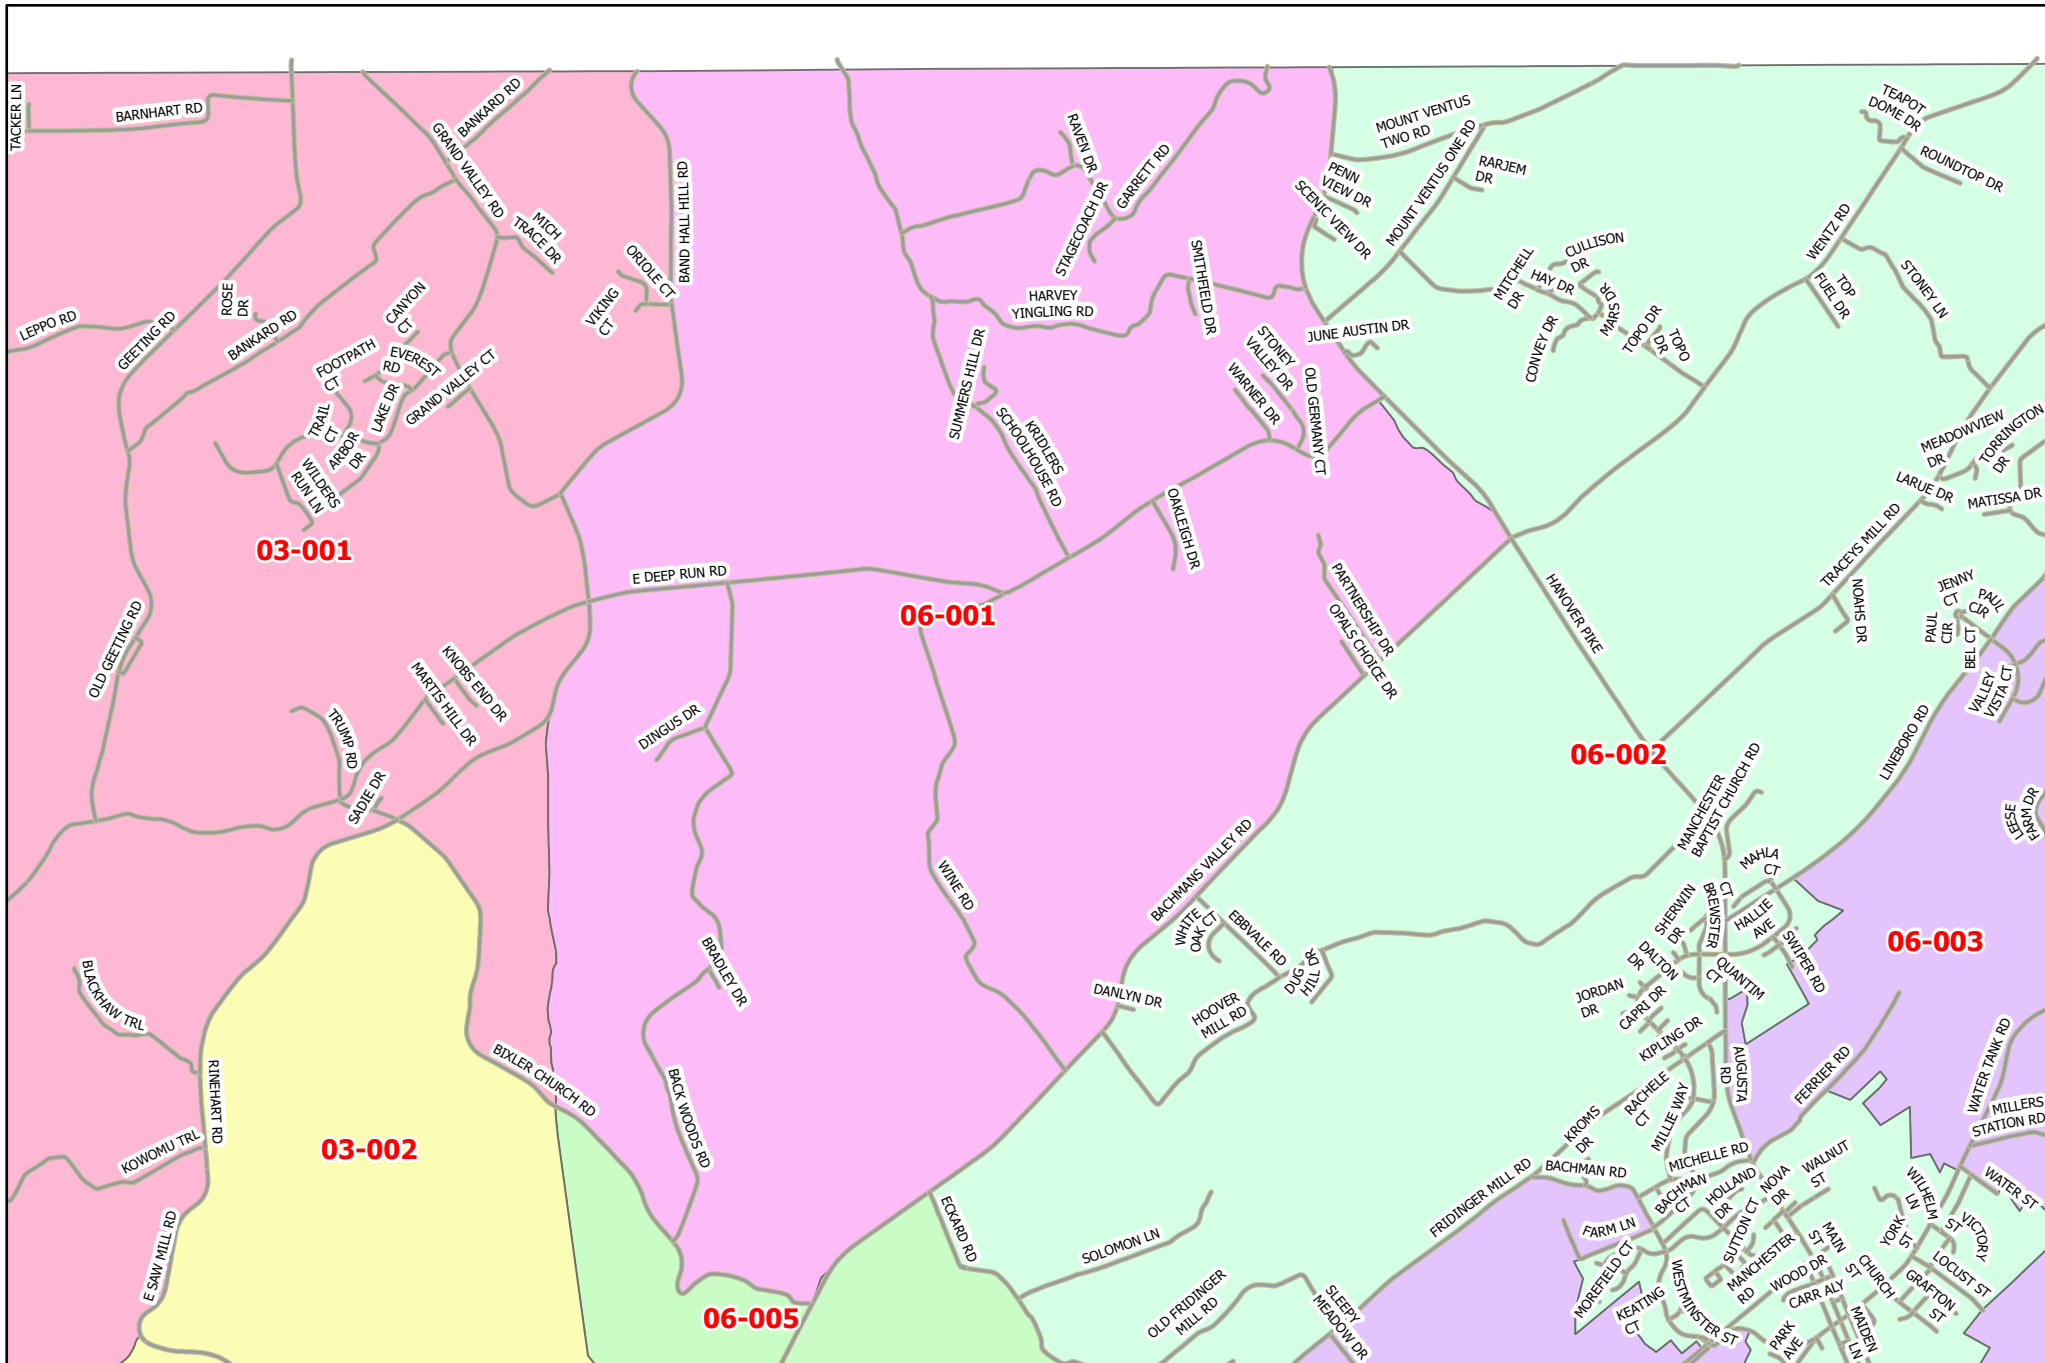 TACKER LN
BARNHART RD
BANKARD RD
GRAND VALLEY RD
MICH
TRACE DR
ORIOLE CT
VIKING
CT
BAND HALL HILL RD
LEPPO RD
GEETING RD
ROSE
DR
BANKARD RD
CANYON
CT
FOOTPATH
CT
EVEREST
RD
GRAND VALLEY CT
LAKE DR
TRAIL
CT
ARBOR
DR
WILDERS
RUN LN
03-001
OLD GEETING RD
TRUMP RD
SADIE DR
MARTIS HILL DR
KNOBS END DR
BLACKHAW TRL
RINEHART RD
KOWOMU TRL
E SAW MILL RD
03-002
BIXLER CHURCH RD
RAVEN DR
STAGECOACH DR
GARRETT RD
HARVEY
YINGLING RD
SMITHFIELD DR
SUMMERS HILL DR
KRIDLERS
SCHOOLHOUSE RD
STONEY
VALLEY DR
WARNER DR
OLD GERMANY CT
OAKLEIGH DR
E DEEP RUN RD
06-001
PARTNERSHIP DR
OPALS CHOICE DR
DINGUS DR
WINE RD
BRADLEY DR
BACK WOODS RD
BACHMANS VALLEY RD
06-005
MOUNT VENTUS
TWO RD
MOUNT VENTUS ONE RD
RARJEM
DR
PENN
VIEW DR
SCENIC VIEW DR
JUNE AUSTIN DR
MITCHELL
DR
HAY DR
CULLISON
DR
MARS DR
CONVEY DR
TOPO DR
TOPO
DR
TEAPOT
DOME DR
ROUNDTOP DR
WENTZ RD
TOP
FUEL DR
STONEY LN
MEADOWVIEW
DR
TORRINGTON
DR
LARUE DR
MATISSA DR
TRACEYS MILL RD
NOAHS DR
JENNY
CT
PAUL
CIR
PAUL
CIR
BEL CT
VALLEY
VISTA CT
HANOVER PIKE
LINEBORO RD
06-002
MANCHESTER
BAPTIST CHURCH RD
LEESE
FARM DR
MAHLA
CT
SHERWIN
DR
BREWSTER
CT
HALLIE
AVE
SWIPER RD
DALTON
DR
QUANTIM
CT
JORDAN
DR
CAPRI DR
KIPLING DR
06-003
WHITE
OAK CT
EBBVALE RD
DUG
HILL DR
DANLYN DR
HOOVER
MILL RD
AUGUSTA
RD
RACHELE
CT
MILLIE WAY
FERRIER RD
WATER TANK RD
MILLERS
STATION RD
KROMS
DR
BACHMAN RD
MICHELLE RD
FRIDINGER MILL RD
BACHMAN
CT
HOLLAND
DR
NOVA
DR
WALNUT
ST
WATER ST
WILHELM
LN
FARM LN
SUTTON CT
MAIN
ST
YORK
ST
VICTORY
ST
ECKARD RD
SOLOMON LN
MOREFIELD CT
MANCHESTER
RD
WOOD DR
CHURCH
ST
LOCUST ST
GRAFTON
ST
OLD FRIDINGER
MILL RD
SLEEPY
MEADOW DR
KEATING
CT
WESTMINSTER ST
CARR ALY
PARK
AVE
MAIDEN
LN